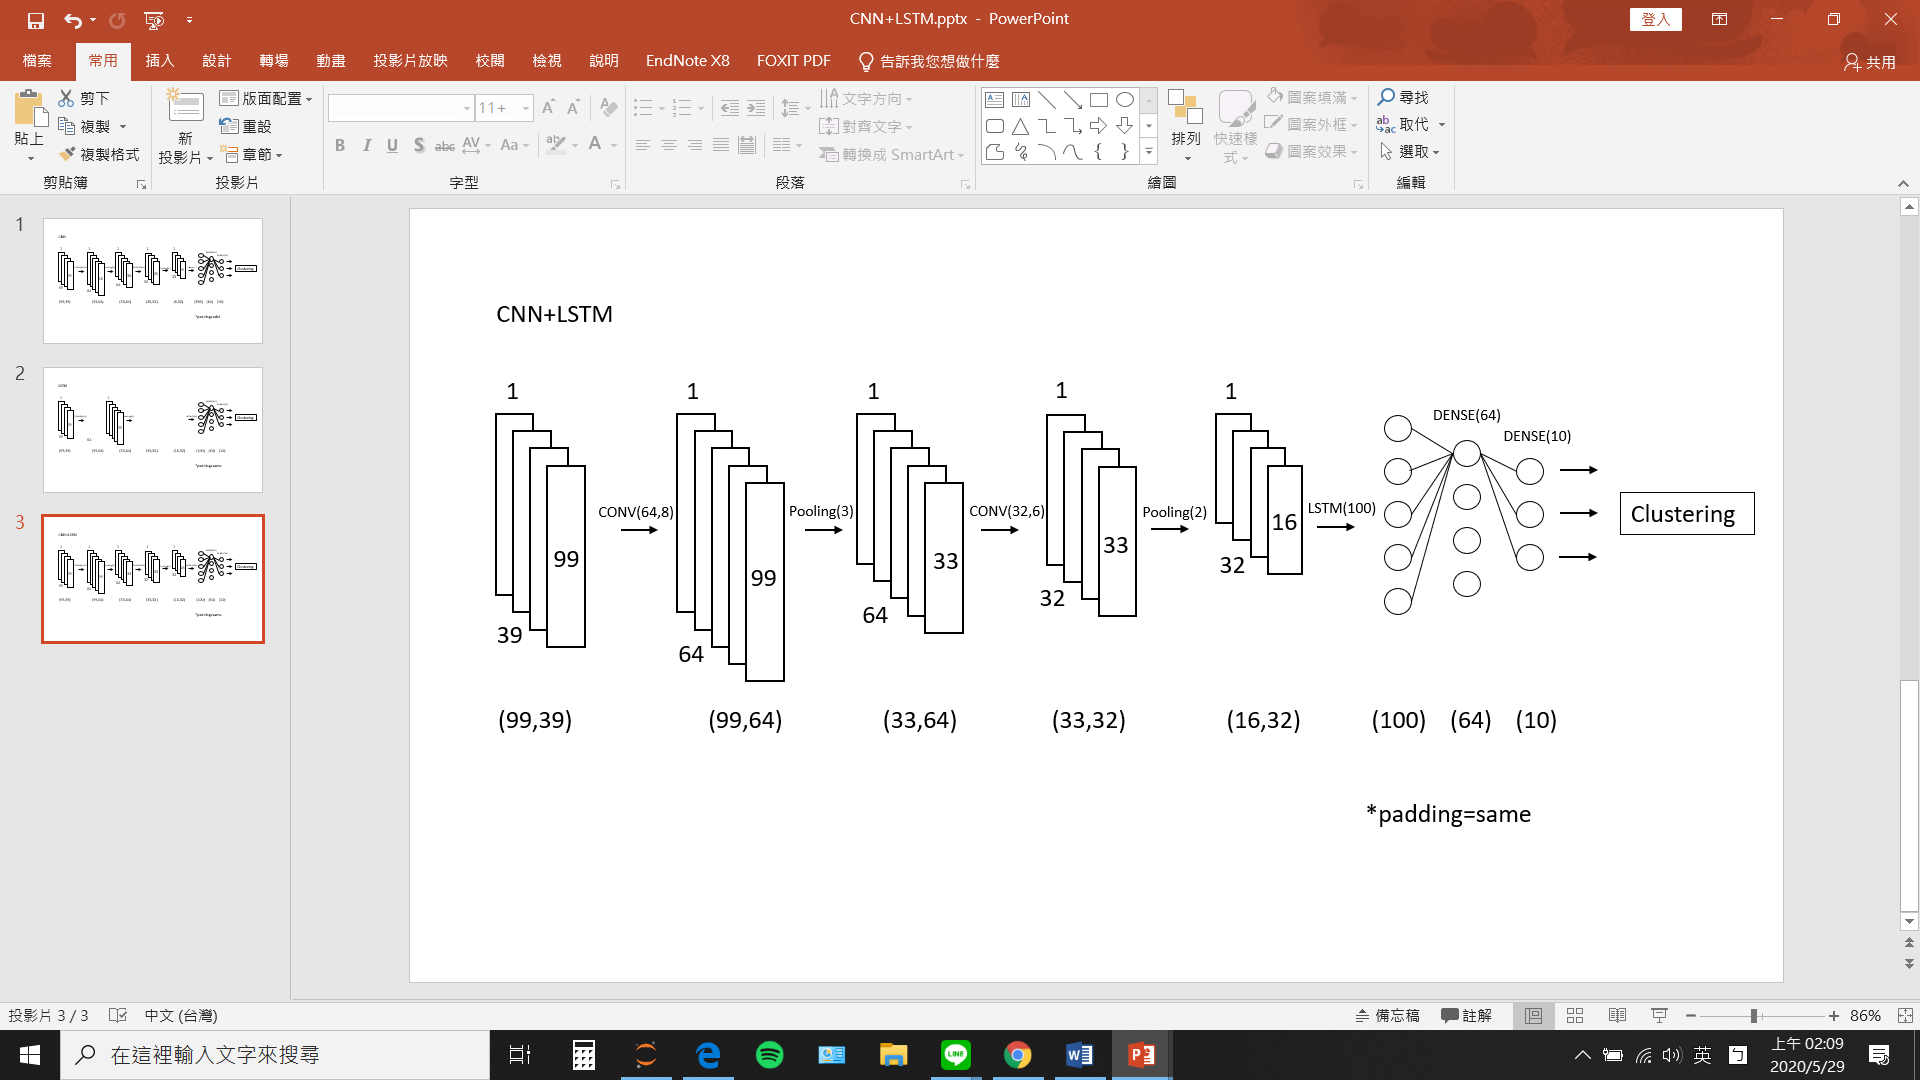 CNN+LSTM.pptx - PowerPoint
登入
檔案
常用
插入
設計
轉場
動畫
投影片放映
校閱
檢視
說明
EndNote X8
FOXIT PDF
告訴我您想做什麼
共用
貼上
剪下
複製
複製格式
剪貼簿
新
投影片
版面配置
重設
章節
投影片
11+
B I U S abc AV Aa A
字型
文字方向
對齊文字
轉換成 SmartArt
段落
排列
快速樣
式
圖案填滿
圖案外框
圖案效果
繪圖
尋找
取代
選取
編輯
1
2
3
CNN+LSTM
1 1 1 1 1
DENSE(64)
DENSE(10)
CONV(64,8)
Pooling(3)
CONV(32,6)
Pooling(2)
LSTM(100)
99
99
33
33
16
39
64
64
32
32
Clustering
(99,39) (99,64) (33,64) (33,32) (16,32) (100) (64) (10)
*padding=same
投影片 3 / 3
中文 (台灣)
備忘稿
註解
86%
在這裡輸入文字來搜尋
英
上午 02:09
2020/5/29